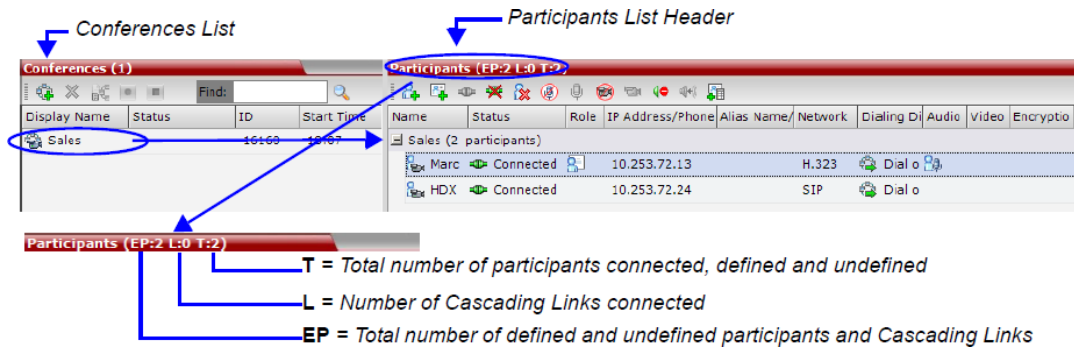 Conferences List
Participants List Header
Conferences (1)
Participants (EP:2 L:0 T:2)
Find:
Display Name Status ID Start Time
Name Status Role IP Address/Phone Alias Name/ Network Dialing Di Audio Video Encryptio
Sales
Sales (2 participants)
Marc Connected 10.253.72.13 H.323 Dial o
HDX Connected 10.253.72.24 SIP Dial o
Participants (EP:2 L:0 T:2)
T = Total number of participants connected, defined and undefined
L = Number of Cascading Links connected
EP = Total number of defined and undefined participants and Cascading Links